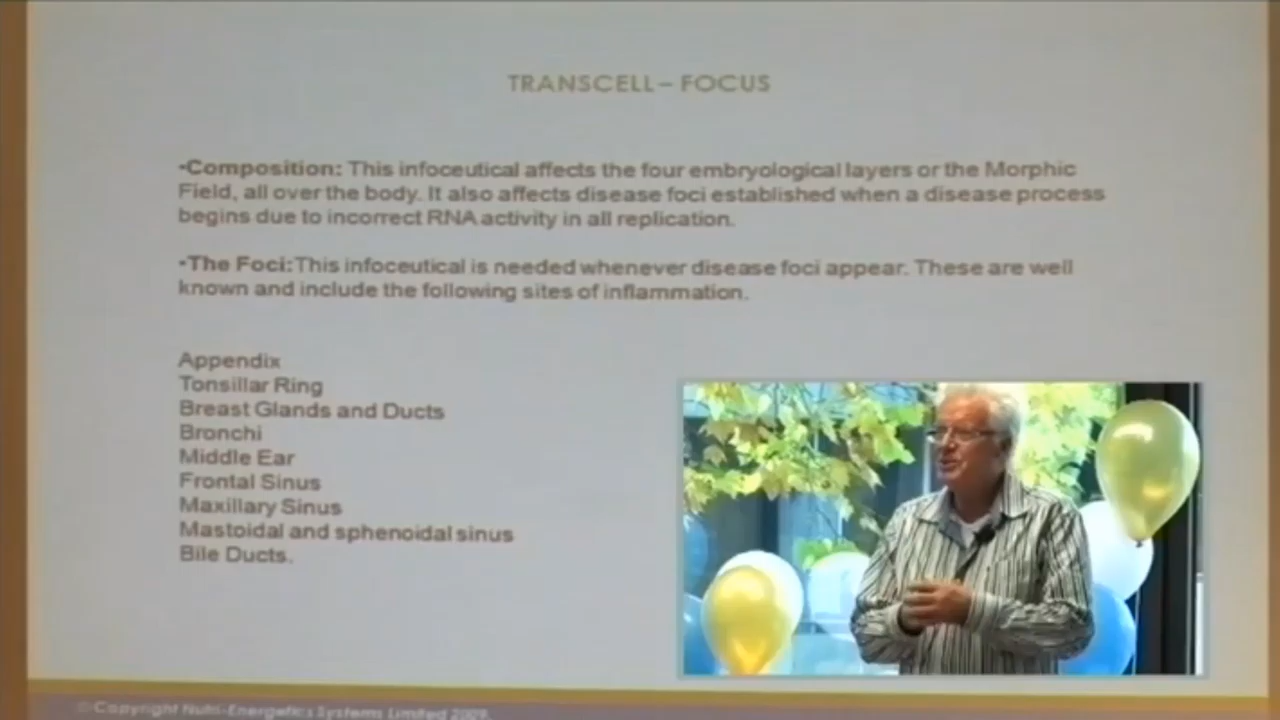 TRANSCELL – FOCUS
•Composition: This infoceutical affects the four embryological layers or the Morphic
Field, all over the body. It also affects disease foci established when a disease process
begins due to incorrect RNA activity in all replication.
•The Foci:This infoceutical is needed whenever disease foci appear. These are well
known and include the following sites of inflammation.
Appendix
Tonsillar Ring
Breast Glands and Ducts
Bronchi
Middle Ear
Frontal Sinus
Maxillary Sinus
Mastoidal and sphenoidal sinus
Bile Ducts.
©Copyright Nutri-Energetics Systems Limited 2009.